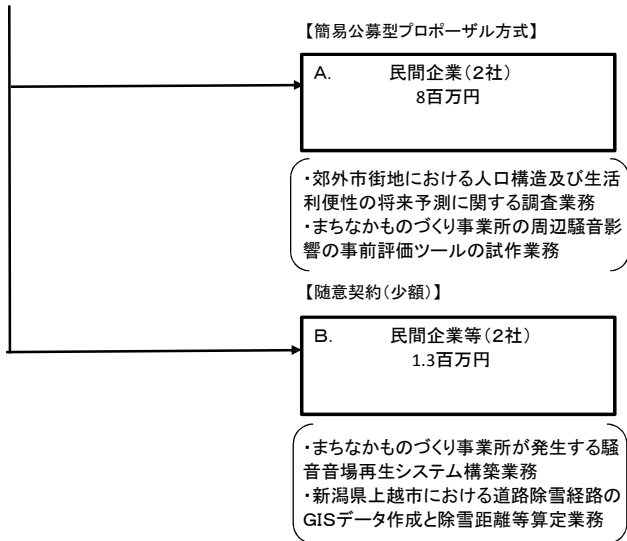 【簡易公募型プロポーザル方式】
A. 民間企業(2社)
8百万円
・郊外市街地における人口構造及び生活
利便性の将来予測に関する調査業務
・まちなかものづくり事業所の周辺騒音影
響の事前評価ツールの試作業務
【随意契約(少額)】
B. 民間企業等(2社)
1.3百万円
・まちなかものづくり事業所が発生する騒
音音場再生システム構築業務
・新潟県上越市における道路除雪経路の
GISデータ作成と除雪距離等算定業務